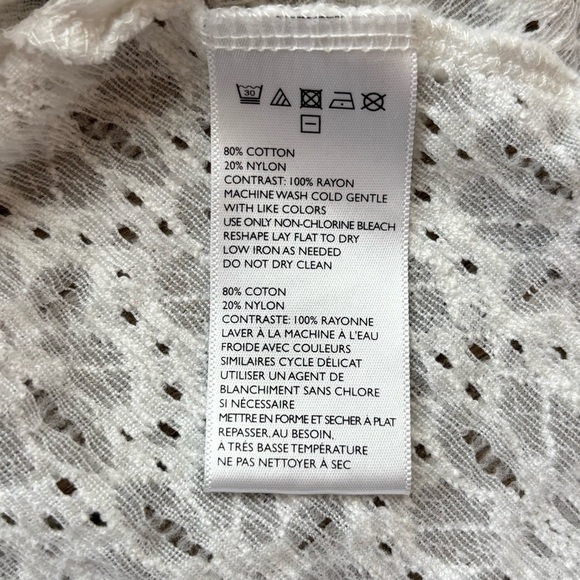 30
80% COTTON
20% NYLON
CONTRAST: 100% RAYON
MACHINE WASH COLD GENTLE
WITH LIKE COLORS
USE ONLY NON-CHLORINE BLEACH
RESHAPE LAY FLAT TO DRY
LOW IRON AS NEEDED
DO NOT DRY CLEAN
80% COTON
20% NYLON
CONTRASTE: 100% RAYONNE
LAVER À LA MACHINE À L'EAU
FROIDE AVEC COULEURS
SIMILAIRES CYCLE DÉLICAT
UTILISER UN AGENT DE
BLANCHIMENT SANS CHLORE
SI NÉCESSAIRE
METTRE EN FORME ET SECHER À PLAT
REPASSER, AU BESOIN,
À TRÉS BASSE TEMPÉRATURE
NE PAS NETTOYER À SEC